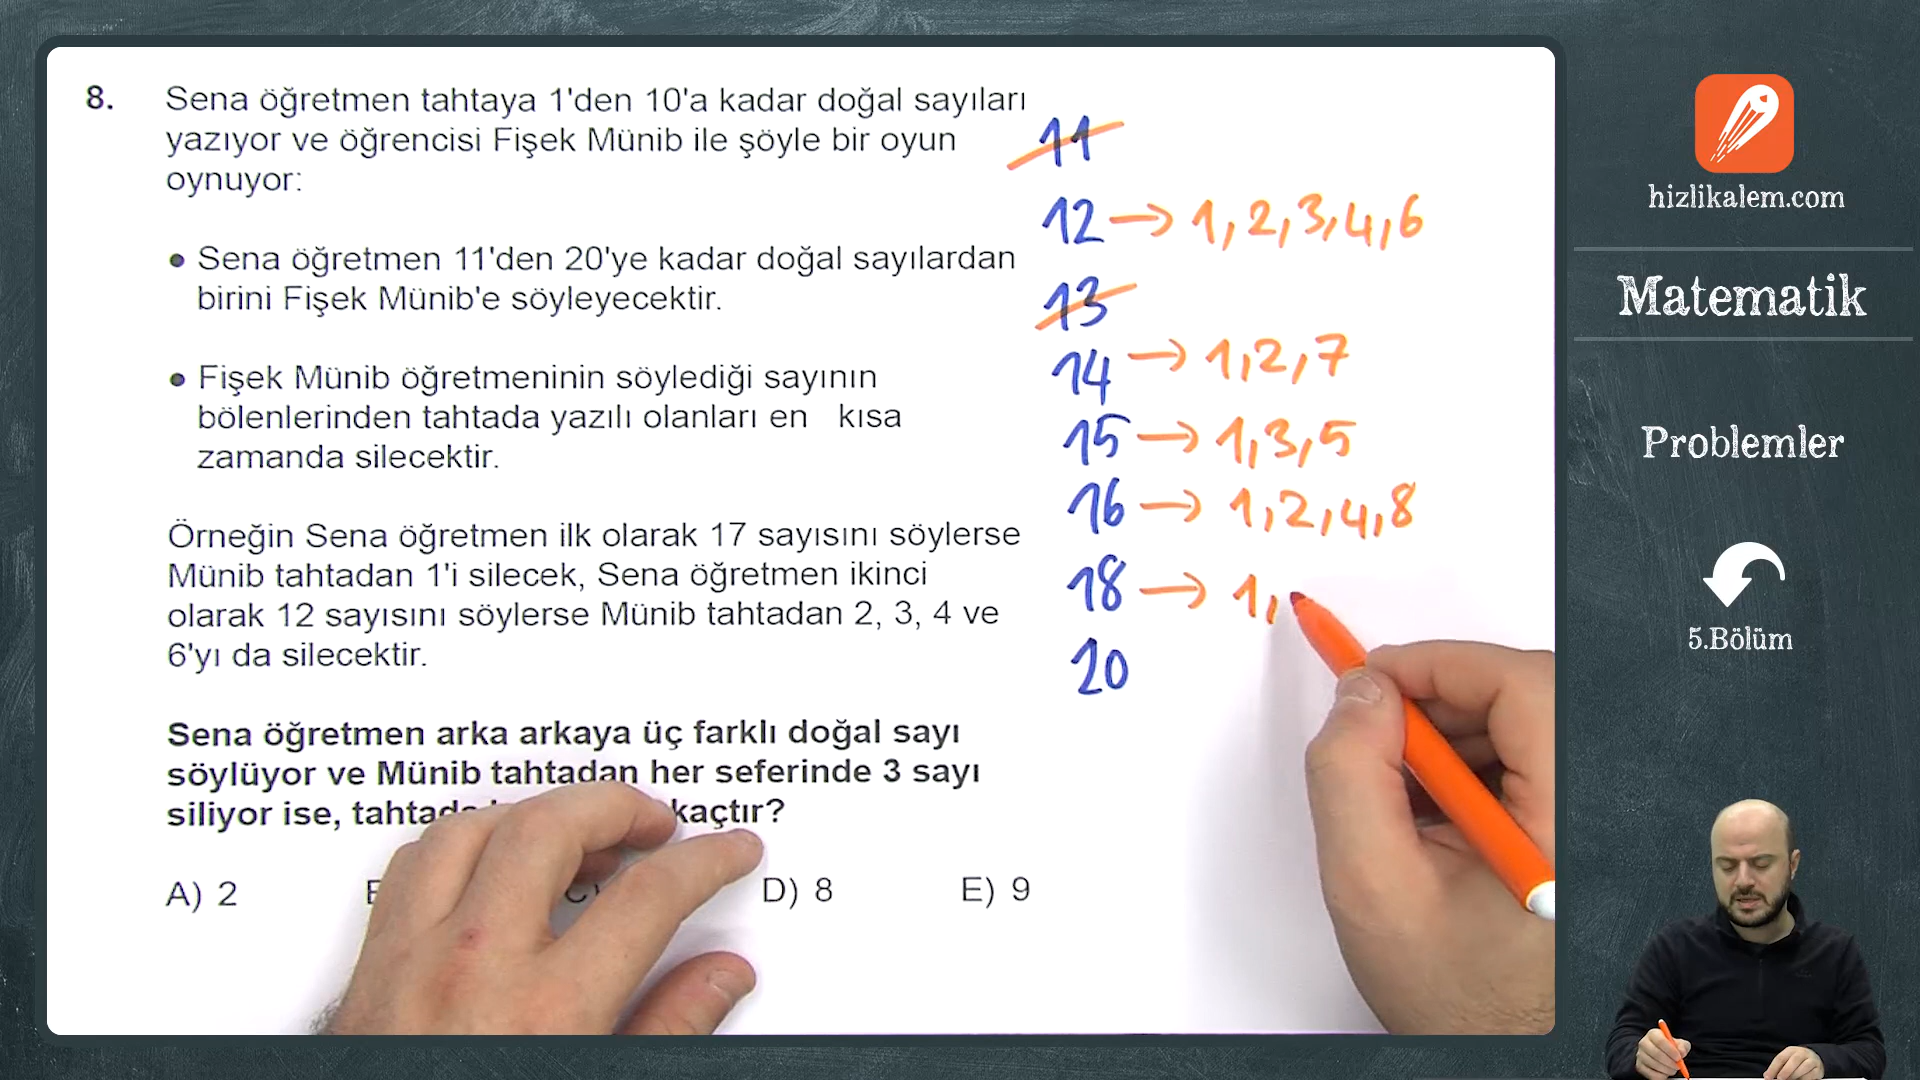 8. Sena öğretmen tahtaya 1'den 10'a kadar doğal sayıları
yazıyor ve öğrencisi Fişek Münib ile şöyle bir oyun
oynuyor:
• Sena öğretmen 11'den 20'ye kadar doğal sayılardan
birini Fişek Münib'e söyleyecektir.
• Fişek Münib öğretmeninin söylediği sayının
bölenlerinden tahtada yazılı olanları en kısa
zamanda silecektir.
Örneğin Sena öğretmen ilk olarak 17 sayısını söylerse
Münib tahtadan 1'i silecek, Sena öğretmen ikinci
olarak 12 sayısını söylerse Münib tahtadan 2, 3, 4 ve
6'yı da silecektir.
Sena öğretmen arka arkaya üç farklı doğal sayı
söylüyor ve Münib tahtadan her seferinde 3 sayı
siliyor ise, kaçtır?
A) 2 D) 8 E) 9
11
12 → 1, 2, 3, 4, 6
13
14 → 1, 2, 7
15 → 1, 3, 5
16 → 1, 2, 4, 8
18 → 1,
20
hizlikalem.com
Matematik
Problemler
5.Bölüm